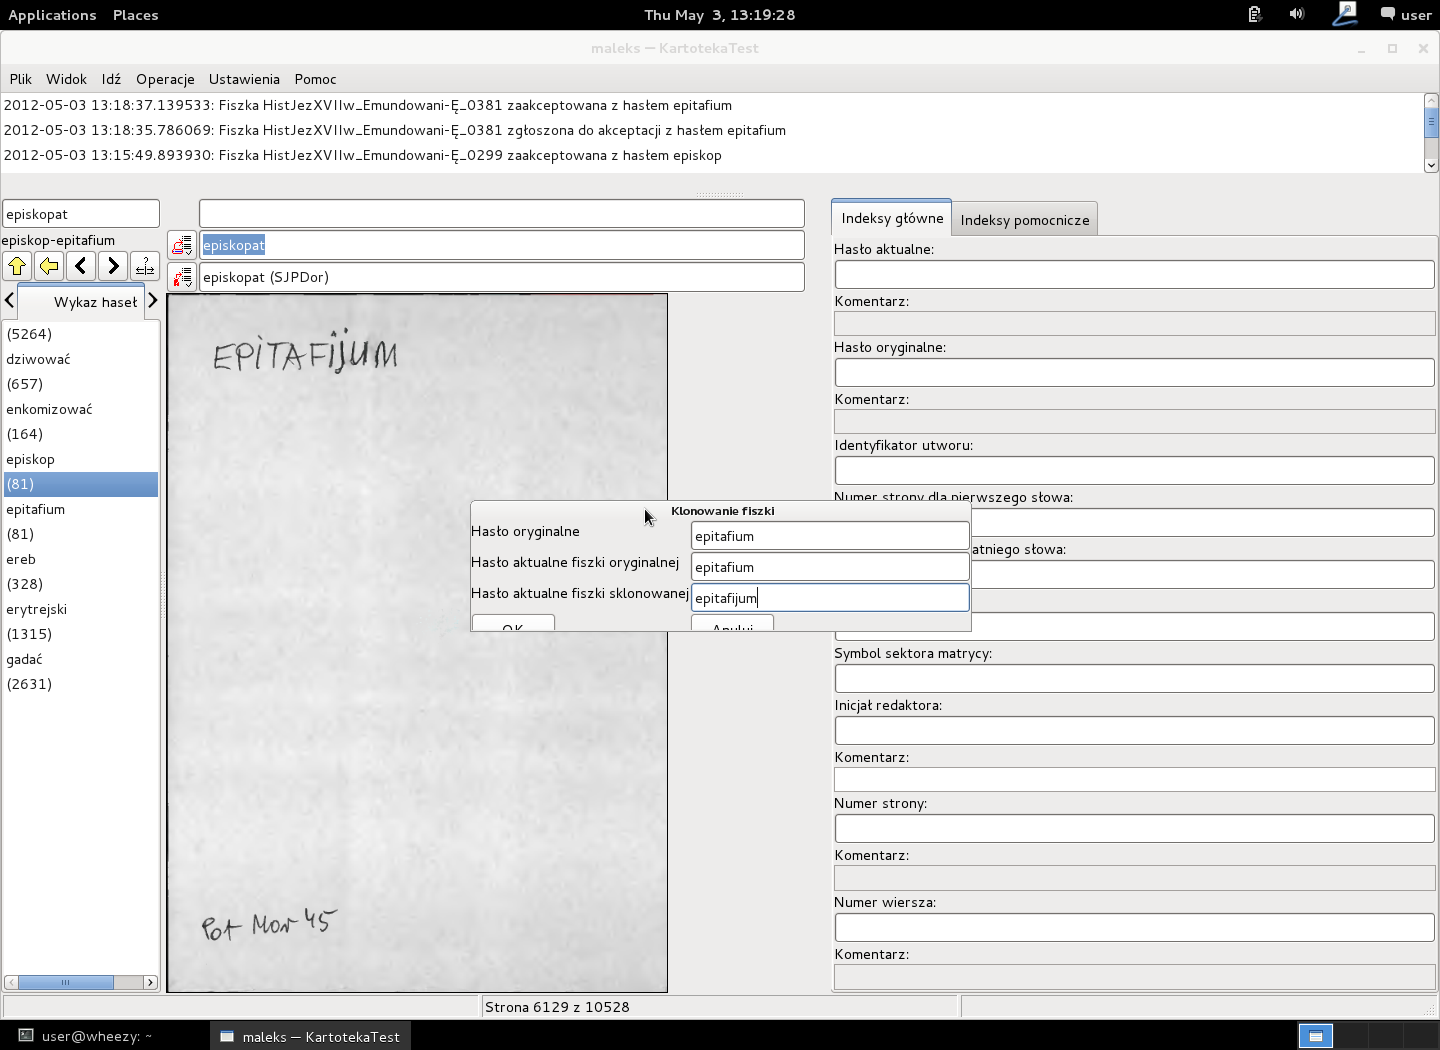 Applications Places Thu May 3, 13:19:28 user
maleks — KartotekaTest
Plik Widok Idź Operacje Ustawienia Pomoc
2012-05-03 13:18:37.139533: Fiszka HistJezXVIIw_Emundowani-Ę_0381 zaakceptowana z hasłem epitafium
2012-05-03 13:18:35.786069: Fiszka HistJezXVIIw_Emundowani-Ę_0381 zgłoszona do akceptacji z hasłem epitafium
2012-05-03 13:15:49.893930: Fiszka HistJezXVIIw_Emundowani-Ę_0299 zaakceptowana z hasłem episkop
episkopat
episkop-epitafium
Wykaz haseł
(5264)
dziwować
(657)
enkomizować
(164)
episkop
(81)
epitafium
(81)
ereb
(328)
erytrejski
(1315)
gadać
(2631)
episkopat
episkopat (SJPDor)
EPiTAFijUM
Pot Mor 45
Klonowanie fiszki
Hasło oryginalne epitafium
Hasło aktualne fiszki oryginalnej epitafium
Hasło aktualne fiszki sklonowanej epitafijum
OK Anuluj
Indeksy główne Indeksy pomocnicze
Hasło aktualne:
Komentarz:
Hasło oryginalne:
Komentarz:
Identyfikator utworu:
Numer strony dla pierwszego słowa:
atniego słowa:
Symbol sektora matrycy:
Inicjał redaktora:
Komentarz:
Numer strony:
Komentarz:
Numer wiersza:
Komentarz:
Strona 6129 z 10528
user@wheezy: ~ maleks — KartotekaTest